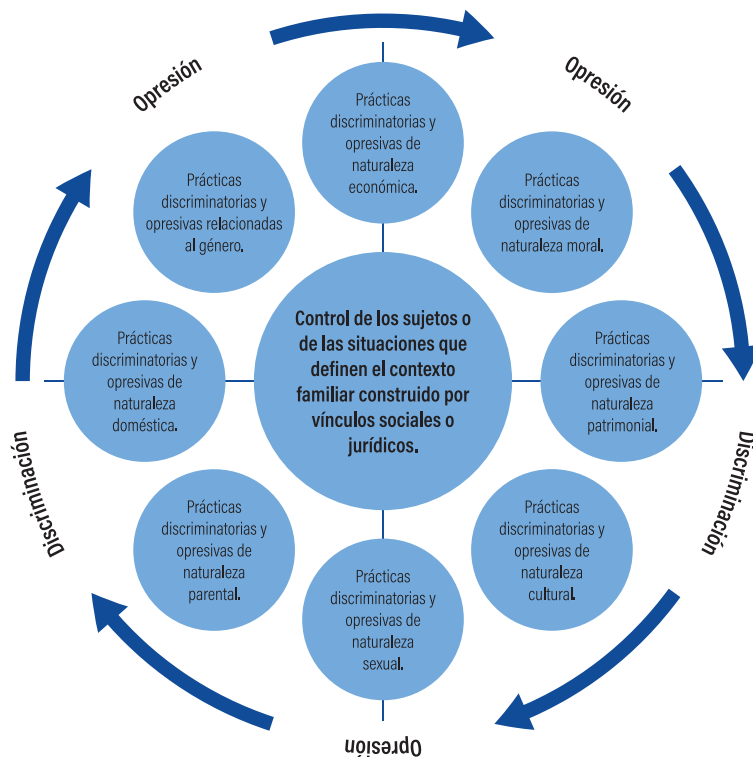 Opresión
Opresión
Prácticas
discriminatorias y
opresivas de
naturaleza
económica.
Prácticas
discriminatorias y
opresivas relacionadas
al género.
Prácticas
discriminatorias y
opresivas de
naturaleza moral.
Control de los sujetos o
de las situaciones que
definen el contexto
familiar construido por
vínculos sociales o
jurídicos.
Prácticas
discriminatorias y
opresivas de
naturaleza
doméstica.
Prácticas
discriminatorias y
opresivas de
naturaleza
patrimonial.
Discriminación
Discriminación
Prácticas
discriminatorias y
opresivas de
naturaleza
parental.
Prácticas
discriminatorias y
opresivas de
naturaleza
cultural.
Prácticas
discriminatorias y
opresivas de
naturaleza
sexual.
Opresión